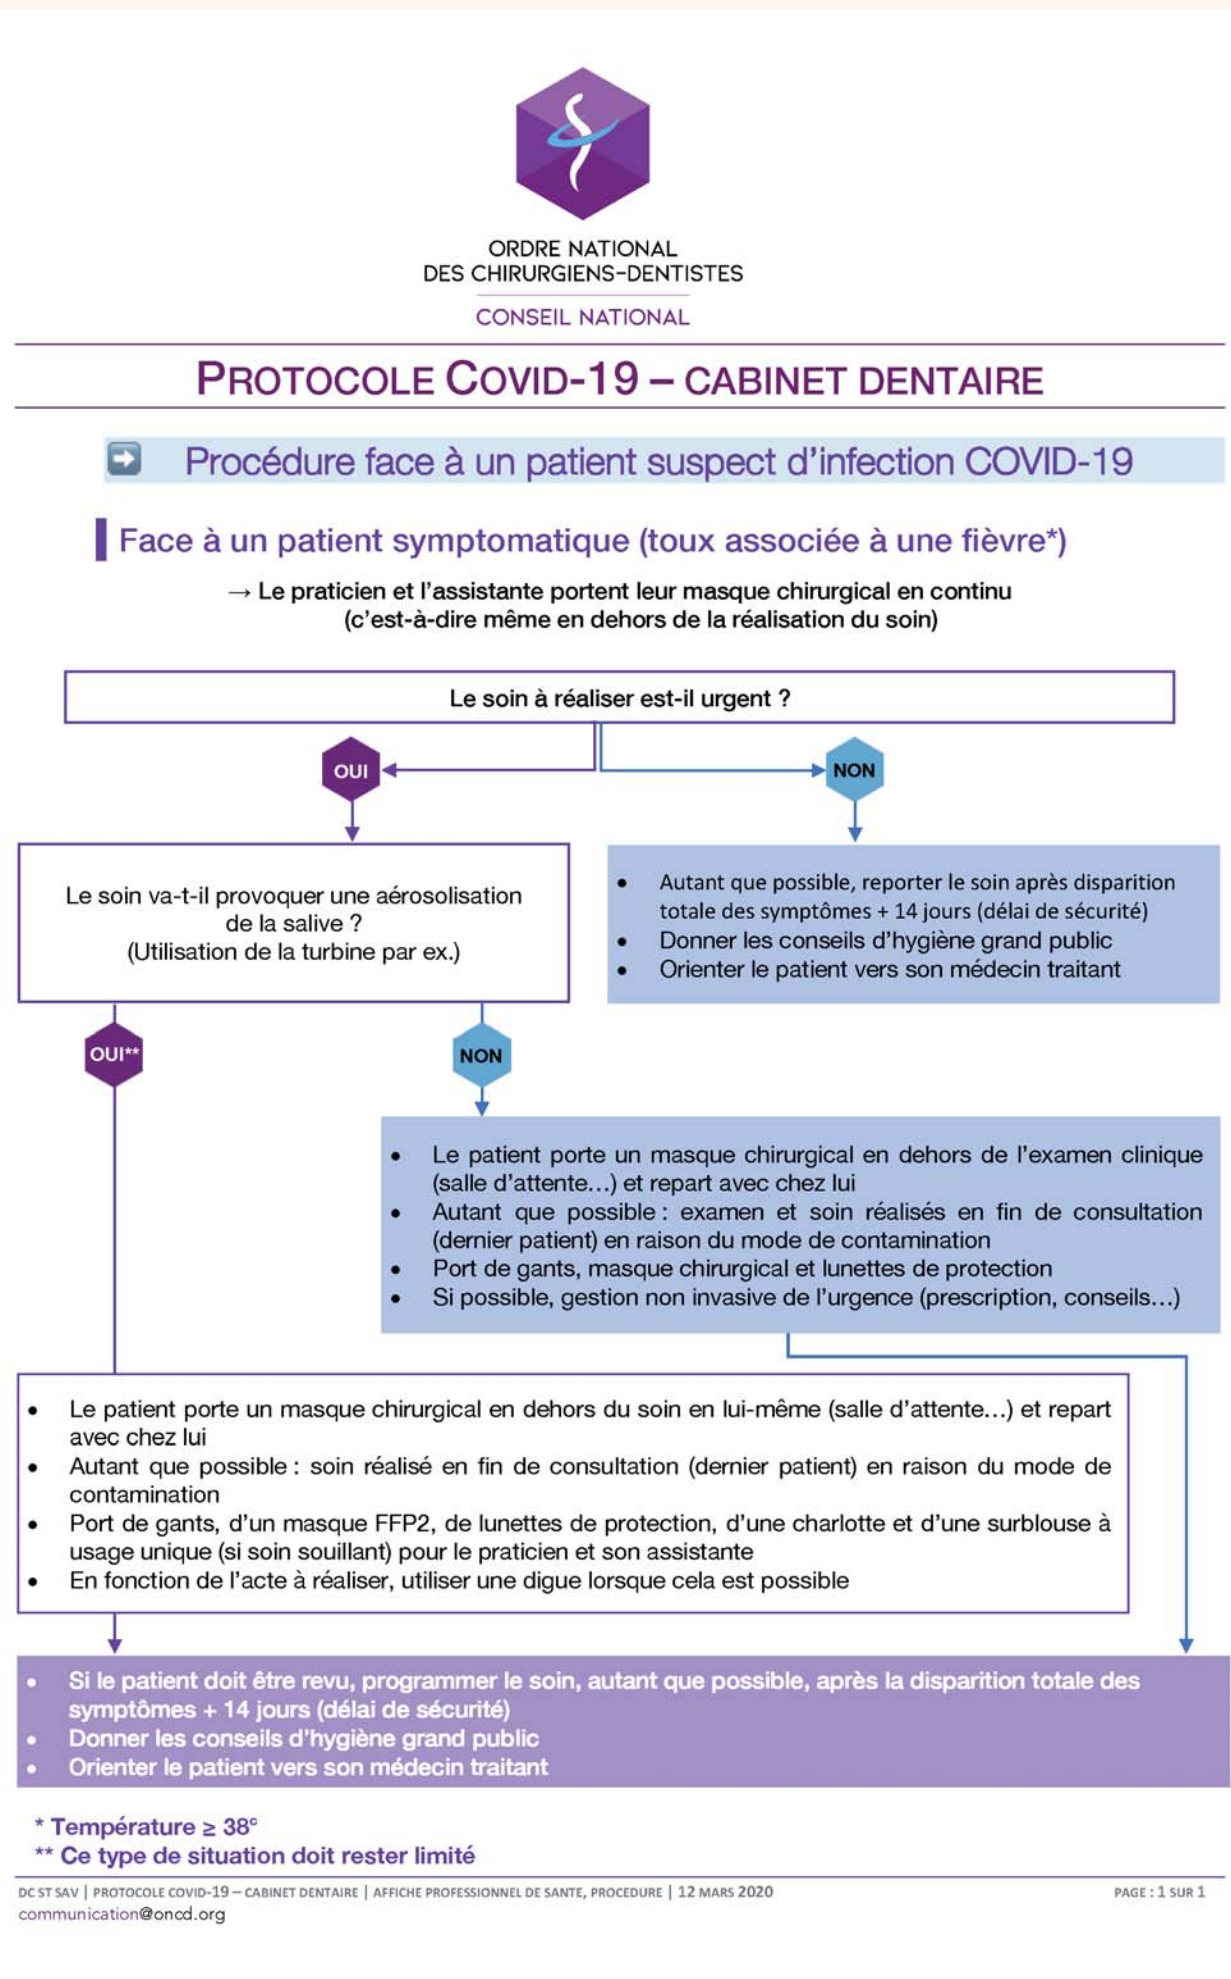 ORDRE NATIONAL
DES CHIRURGIENS-DENTISTES
CONSEIL NATIONAL
PROTOCOLE COVID-19 – CABINET DENTAIRE
Procédure face à un patient suspect d'infection COVID-19
Face à un patient symptomatique (toux associée à une fièvre*)
→ Le praticien et l'assistante portent leur masque chirurgical en continu
(c'est-à-dire même en dehors de la réalisation du soin)
Le soin à réaliser est-il urgent ?
OUI
NON
Le soin va-t-il provoquer une aérosolisation
de la salive ?
(Utilisation de la turbine par ex.)
• Autant que possible, reporter le soin après disparition
totale des symptômes + 14 jours (délai de sécurité)
• Donner les conseils d'hygiène grand public
• Orienter le patient vers son médecin traitant
OUI**
NON
• Le patient porte un masque chirurgical en dehors de l'examen clinique
(salle d'attente…) et repart avec chez lui
• Autant que possible : examen et soin réalisés en fin de consultation
(dernier patient) en raison du mode de contamination
• Port de gants, masque chirurgical et lunettes de protection
• Si possible, gestion non invasive de l'urgence (prescription, conseils…)
• Le patient porte un masque chirurgical en dehors du soin en lui-même (salle d'attente…) et repart
avec chez lui
• Autant que possible : soin réalisé en fin de consultation (dernier patient) en raison du mode de
contamination
• Port de gants, d'un masque FFP2, de lunettes de protection, d'une charlotte et d'une surblouse à
usage unique (si soin souillant) pour le praticien et son assistante
• En fonction de l'acte à réaliser, utiliser une digue lorsque cela est possible
• Si le patient doit être revu, programmer le soin, autant que possible, après la disparition totale des
symptômes + 14 jours (délai de sécurité)
• Donner les conseils d'hygiène grand public
• Orienter le patient vers son médecin traitant
* Température ≥ 38°
** Ce type de situation doit rester limité
DC ST SAV | PROTOCOLE COVID-19 – CABINET DENTAIRE | AFFICHE PROFESSIONNEL DE SANTE, PROCEDURE | 12 MARS 2020
PAGE : 1 SUR 1
communication@oncd.org